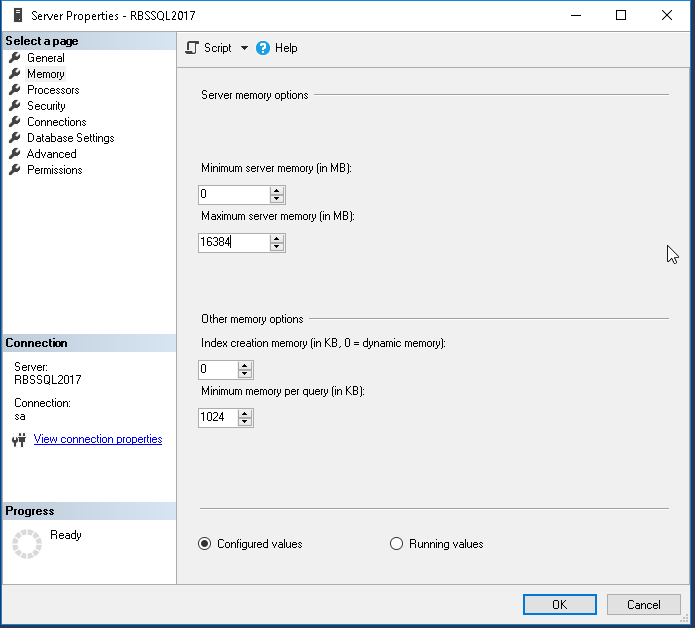 Server Properties - RBSSQL2017
Select a page
General
Memory
Processors
Security
Connections
Database Settings
Advanced
Permissions
Script
Help
Server memory options
Minimum server memory (in MB):
0
Maximum server memory (in MB):
16384
Other memory options
Index creation memory (in KB, 0 = dynamic memory):
0
Minimum memory per query (in KB):
1024
Configured values
Running values
Connection
Server:
RBSSQL2017
Connection:
sa
View connection properties
Progress
Ready
OK
Cancel